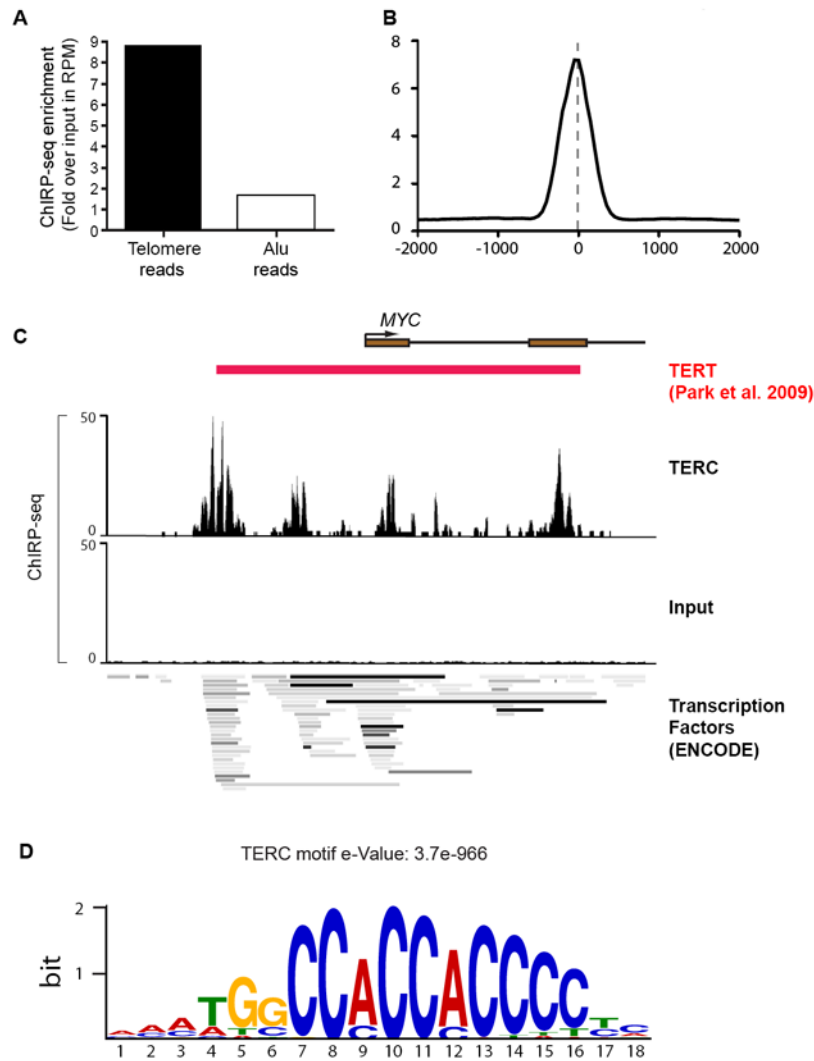 A
ChIRP-seq enrichment
(Fold over input in RPM)
9
8
7
6
5
4
3
2
1
0
Telomere
reads
Alu
reads
B
8
6
4
2
0
-2000
-1000
0
1000
2000
C
MYC
TERT
(Park et al. 2009)
ChIRP-seq
50
0
TERC
50
0
Input
Transcription
Factors
(ENCODE)
D
TERC motif e-Value: 3.7e-966
bit
2
1
TGGCCACCACCCCC
1 2 3 4 5 6 7 8 9 10 11 12 13 14 15 16 17 18